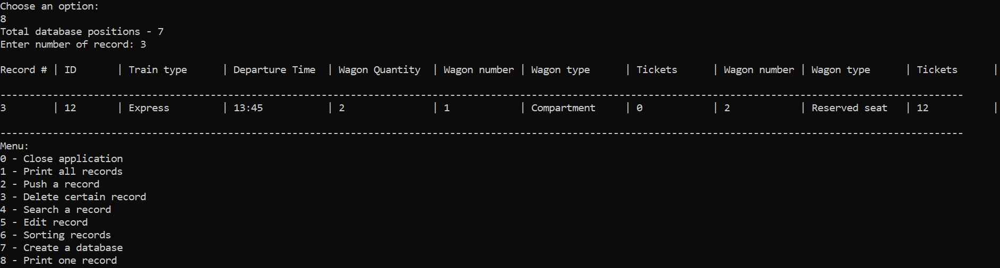 Choose an option:
8
Total database positions - 7
Enter number of record: 3
Record # | ID | Train type | Departure Time | Wagon Quantity | Wagon number | Wagon type | Tickets | Wagon number | Wagon type | Tickets |
---------------------------------------------------------------------------------------------------------------------------------------------------------------------
3 | 12 | Express | 13:45 | 2 | 1 | Compartment | 0 | 2 | Reserved seat | 12 |
---------------------------------------------------------------------------------------------------------------------------------------------------------------------
Menu:
0 - Close application
1 - Print all records
2 - Push a record
3 - Delete certain record
4 - Search a record
5 - Edit record
6 - Sorting records
7 - Create a database
8 - Print one record